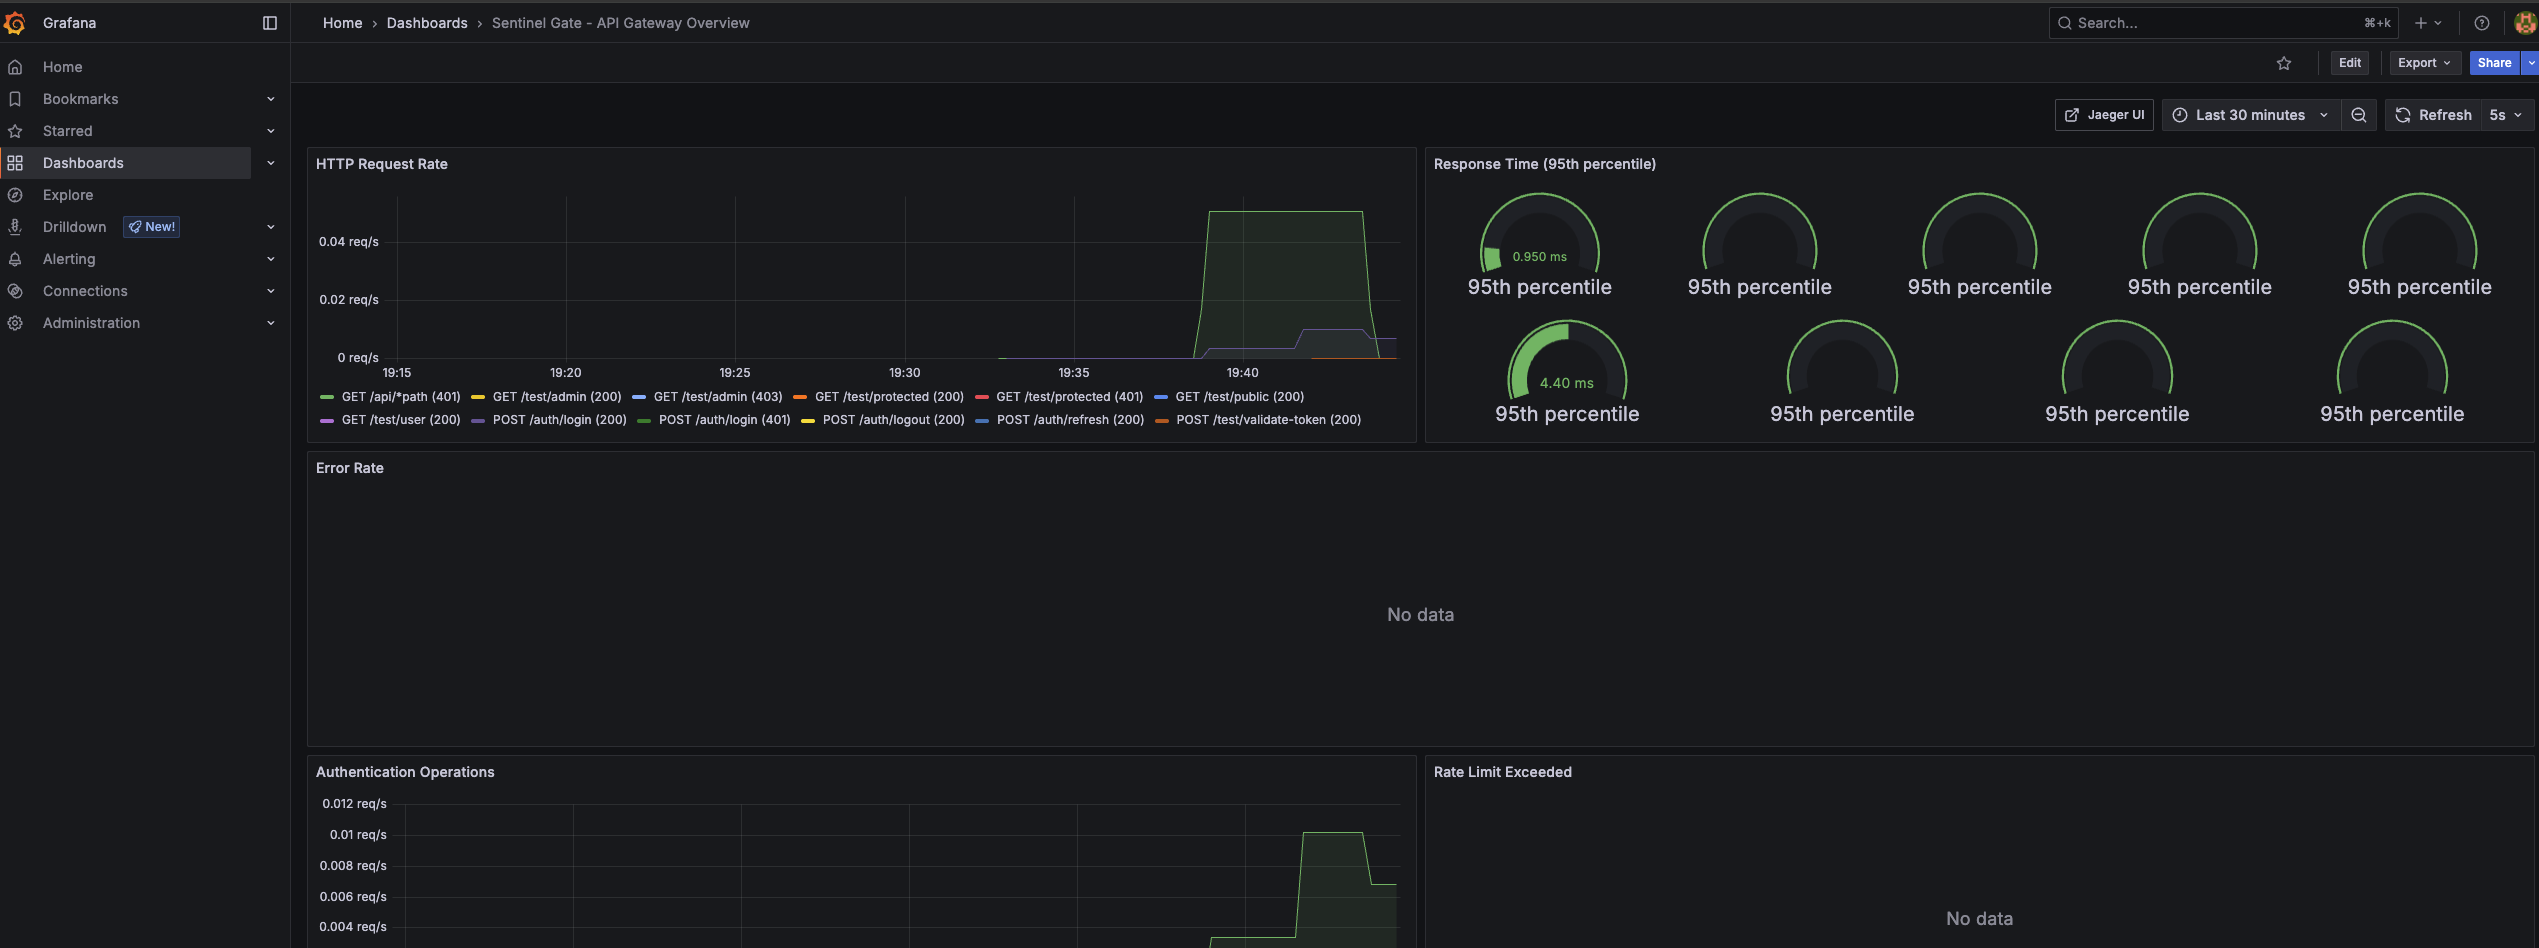 Grafana
Home › Dashboards › Sentinel Gate - API Gateway Overview
Search... ⌘+k
Home
Bookmarks
Starred
Dashboards
Explore
Drilldown New!
Alerting
Connections
Administration
Edit Export Share
Jaeger UI Last 30 minutes Refresh 5s
HTTP Request Rate
0.04 req/s
0.02 req/s
0 req/s
19:15 19:20 19:25 19:30 19:35 19:40
GET /api/*path (401) GET /test/admin (200) GET /test/admin (403) GET /test/protected (200) GET /test/protected (401) GET /test/public (200)
GET /test/user (200) POST /auth/login (200) POST /auth/login (401) POST /auth/logout (200) POST /auth/refresh (200) POST /test/validate-token (200)
Response Time (95th percentile)
0.950 ms
95th percentile 95th percentile 95th percentile 95th percentile 95th percentile
4.40 ms
95th percentile 95th percentile 95th percentile 95th percentile
Error Rate
No data
Authentication Operations
0.012 req/s
0.01 req/s
0.008 req/s
0.006 req/s
0.004 req/s
Rate Limit Exceeded
No data